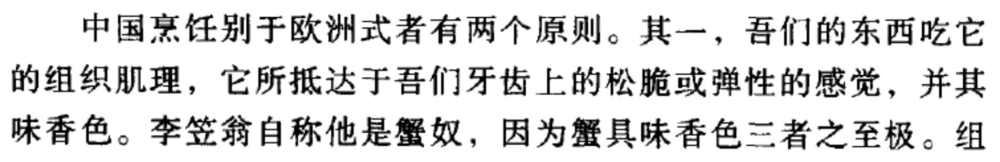 中国烹饪别于欧洲式者有两个原则。其一，吾们的东西吃它
的组织肌理，它所抵达于吾们牙齿上的松脆或弹性的感觉，并其
味香色。李笠翁自称他是蟹奴，因为蟹具味香色三者之至极。组